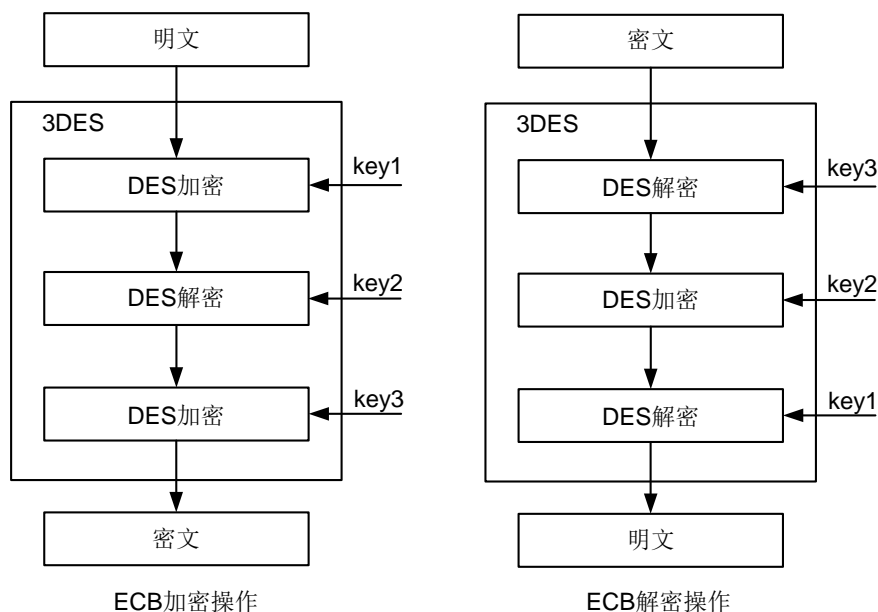 明文
3DES
DES加密
key1
DES解密
key2
DES加密
key3
密文
ECB加密操作
密文
3DES
DES解密
key3
DES加密
key2
DES解密
key1
明文
ECB解密操作